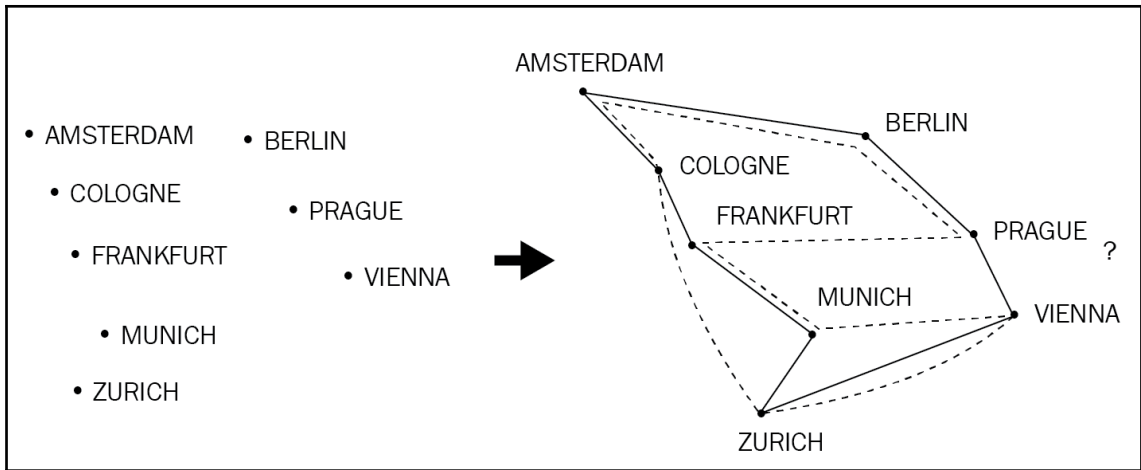 AMSTERDAM
BERLIN
COLOGNE
PRAGUE
FRANKFURT
VIENNA
MUNICH
ZURICH
AMSTERDAM
BERLIN
COLOGNE
FRANKFURT
PRAGUE
?
MUNICH
VIENNA
ZURICH